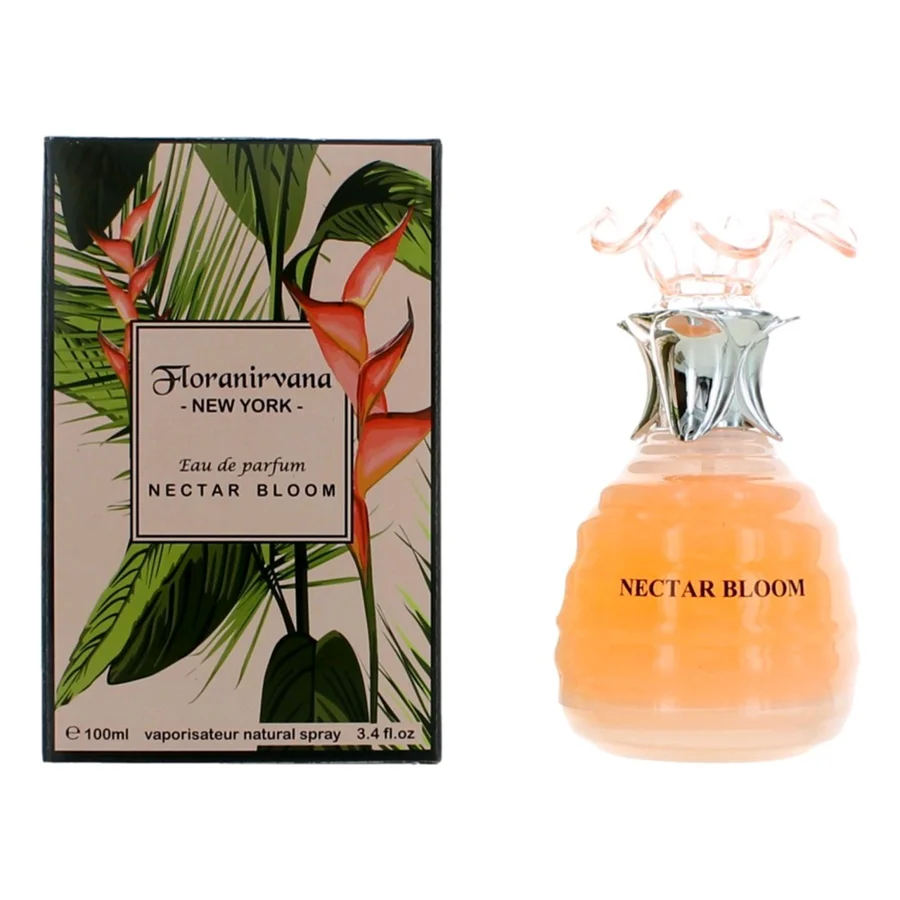 Floranirvana
- NEW YORK -
Eau de parfum
NECTAR BLOOM
℮ 100ml vaporisateur natural spray 3.4 fl.oz
NECTAR BLOOM